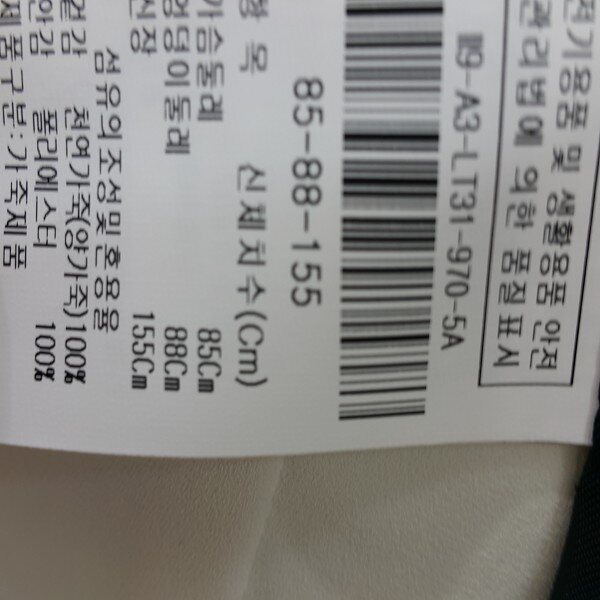 전기용품 및 생활용품 안전
관리법에 의한 품질표시
M9-A3-LT31-970-5A
85-88-155
항 목 신체치수(Cm)
가슴둘레 85Cm
엉덩이둘레 88Cm
신장 155Cm
섬유의조성및혼용율
겉감 천연가죽(양가죽)100%
안감 폴리에스터 100%
제품구분:가죽제품